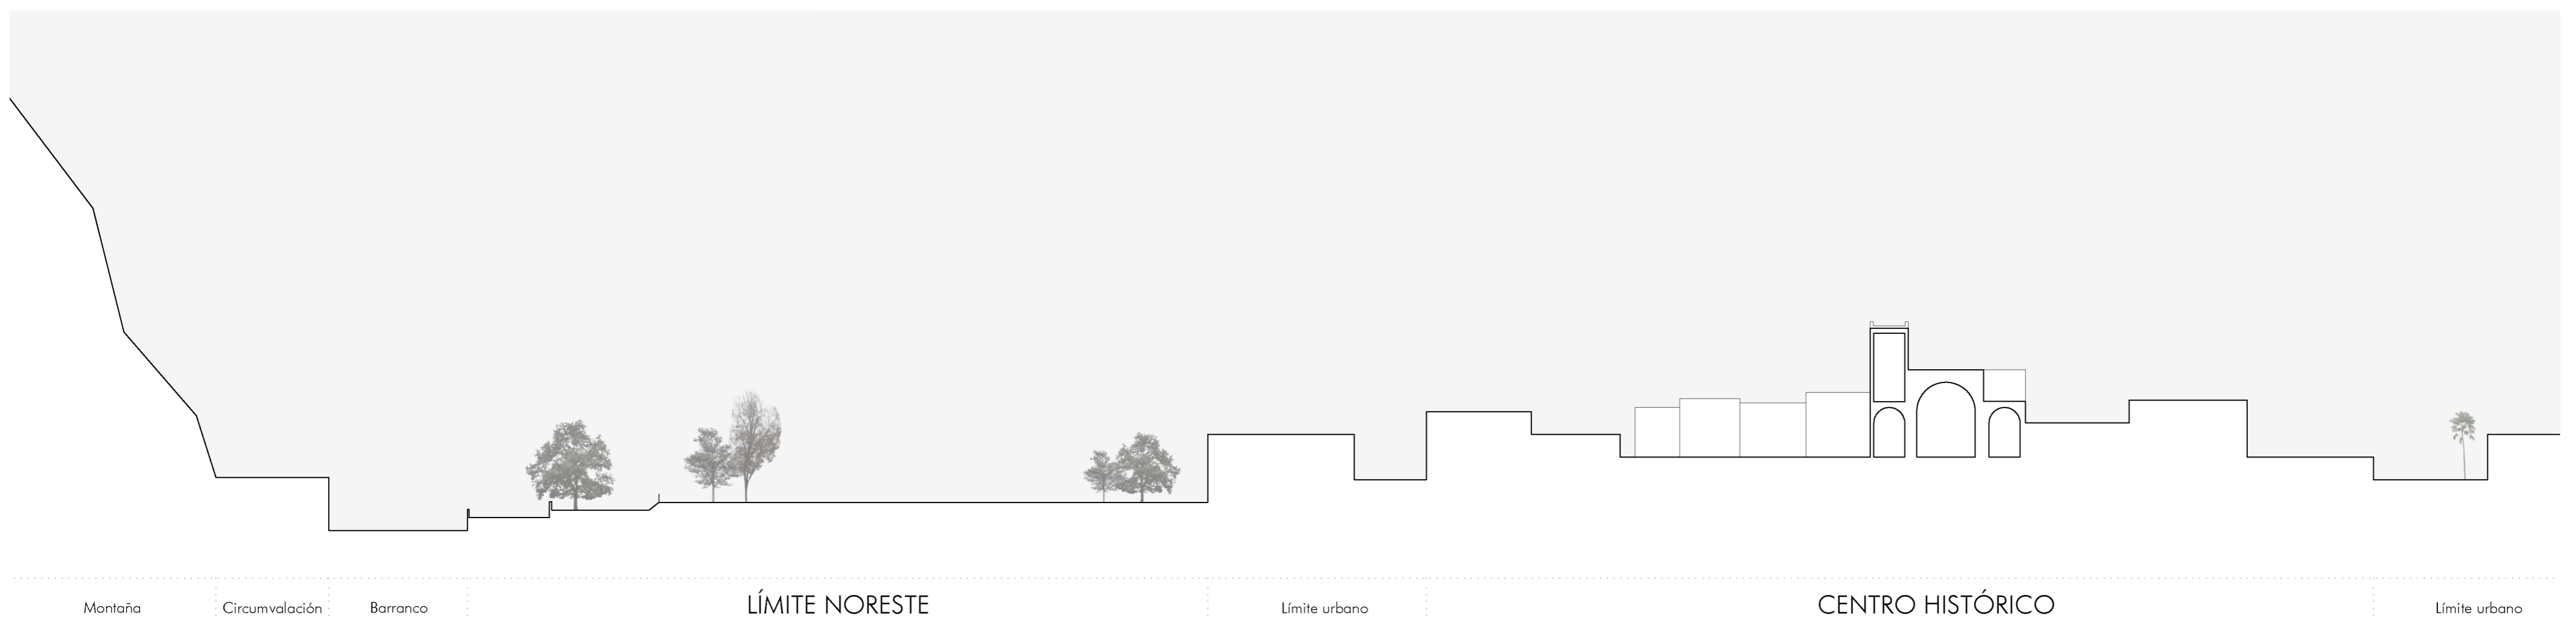 Montaña
Circumvalación
Barranco
LÍMITE NORESTE
Límite urbano
CENTRO HISTÓRICO
Límite urbano